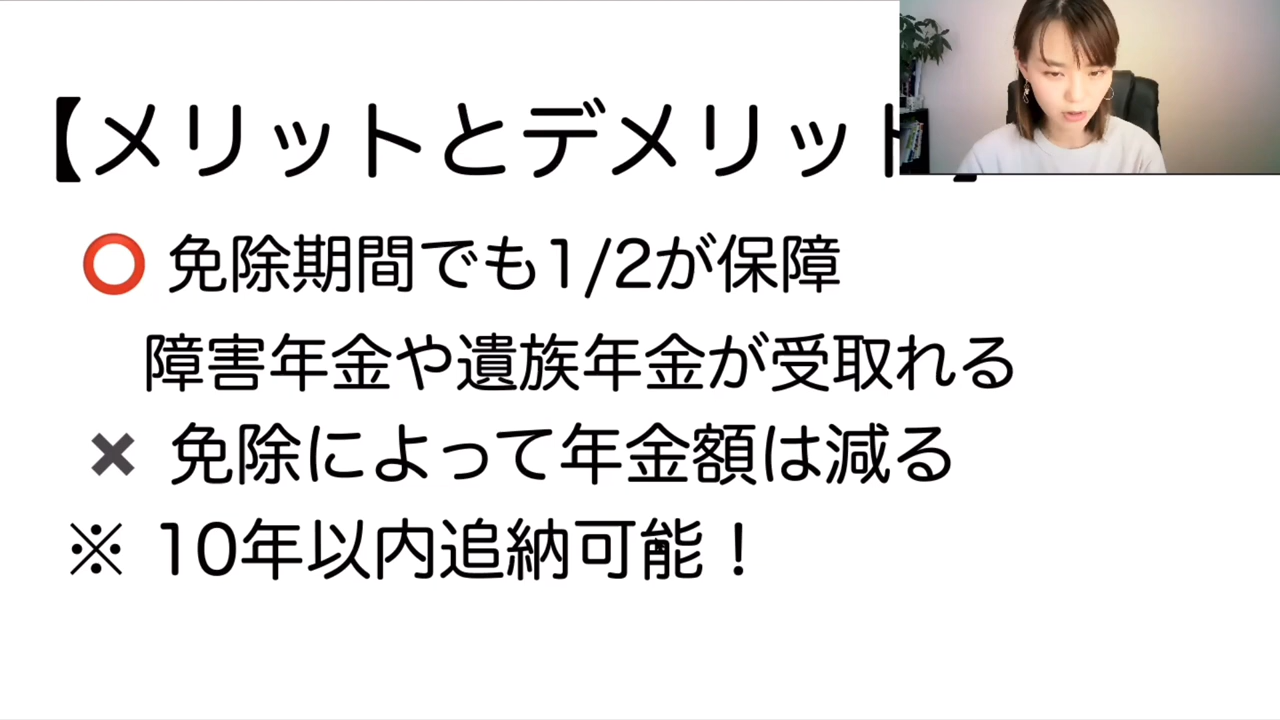 【メリットとデメリット】
⭕ 免除期間でも1/2が保障
障害年金や遺族年金が受取れる
✖ 免除によって年金額は減る
※ 10年以内追納可能！